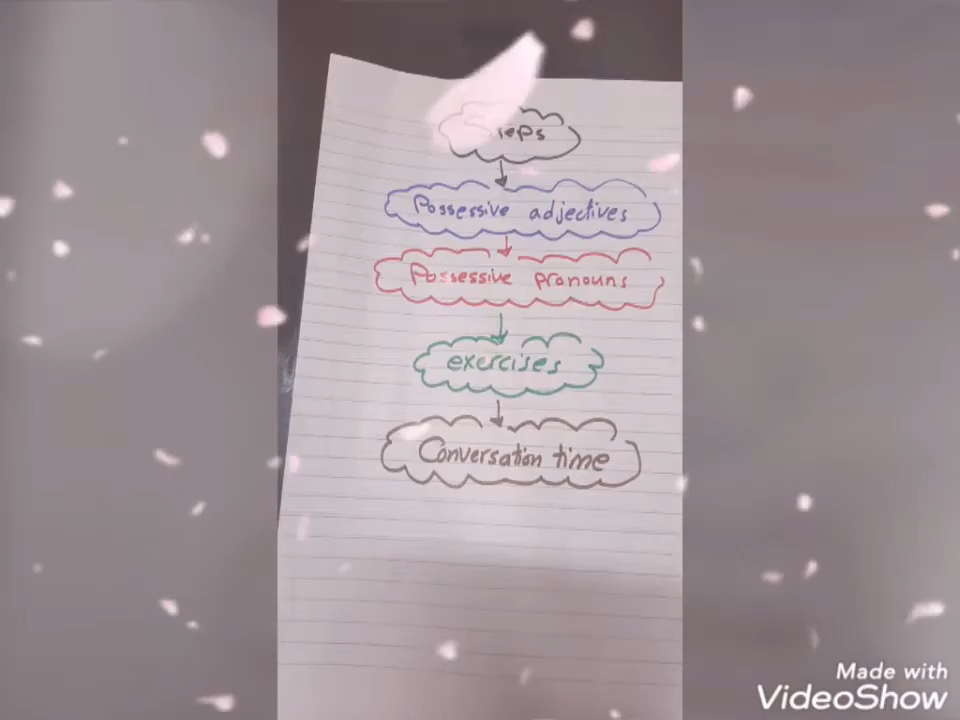 Possessive adjectives
Possessive pronouns
exercises
Conversation time
Made with
VideoShow